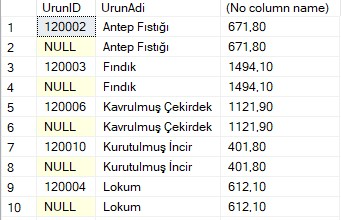 UrunID UrunAdi (No column name)
1 120002 Antep Fıstığı 671,80
2 NULL Antep Fıstığı 671,80
3 120003 Fındık 1494,10
4 NULL Fındık 1494,10
5 120006 Kavrulmuş Çekirdek 1121,90
6 NULL Kavrulmuş Çekirdek 1121,90
7 120010 Kurutulmuş İncir 401,80
8 NULL Kurutulmuş İncir 401,80
9 120004 Lokum 612,10
10 NULL Lokum 612,10